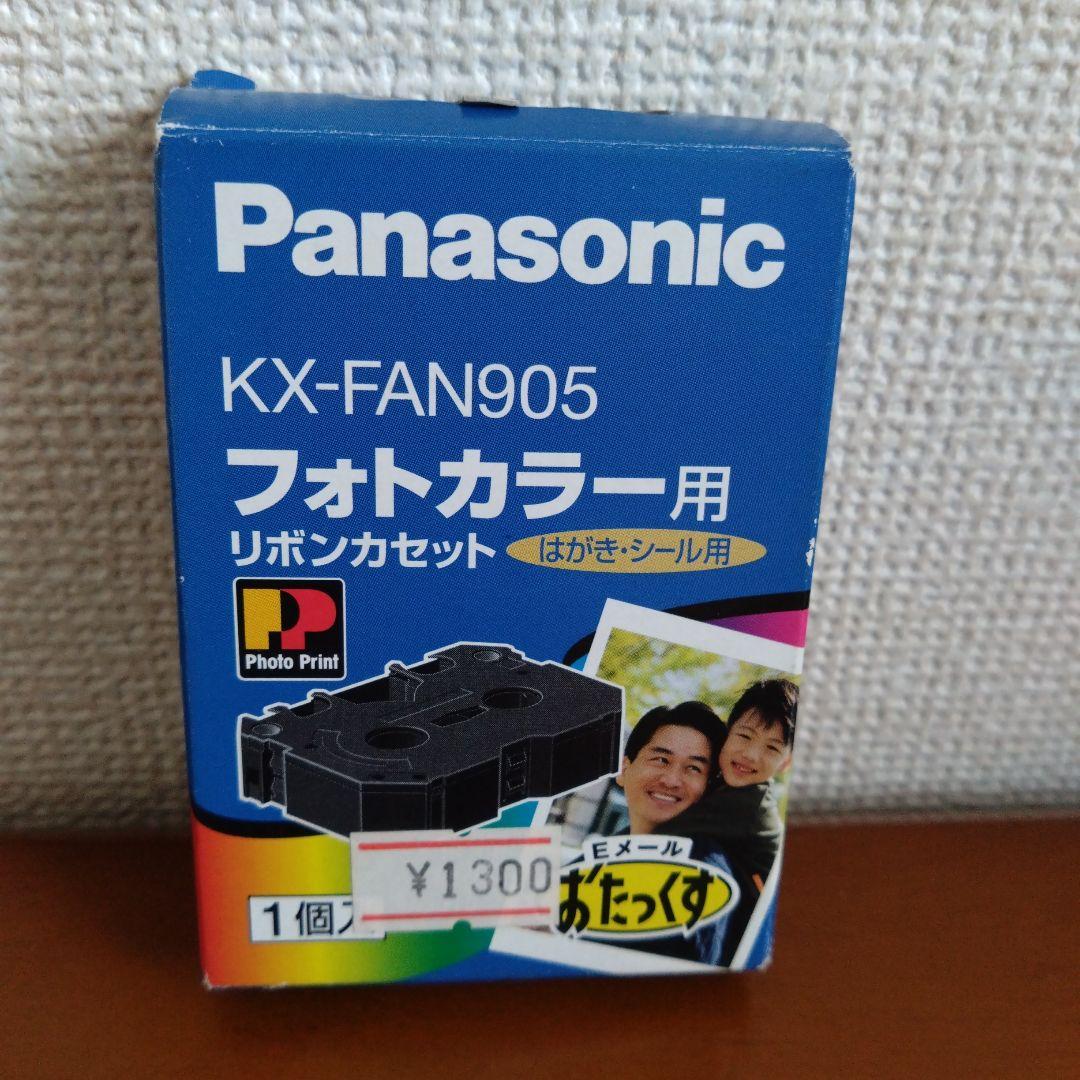 Panasonic
KX-FAN905
フォトカラー用
リボンカセット はがき・シール用
PP
Photo Print
Eメール
おたっくす
¥1300
1個入